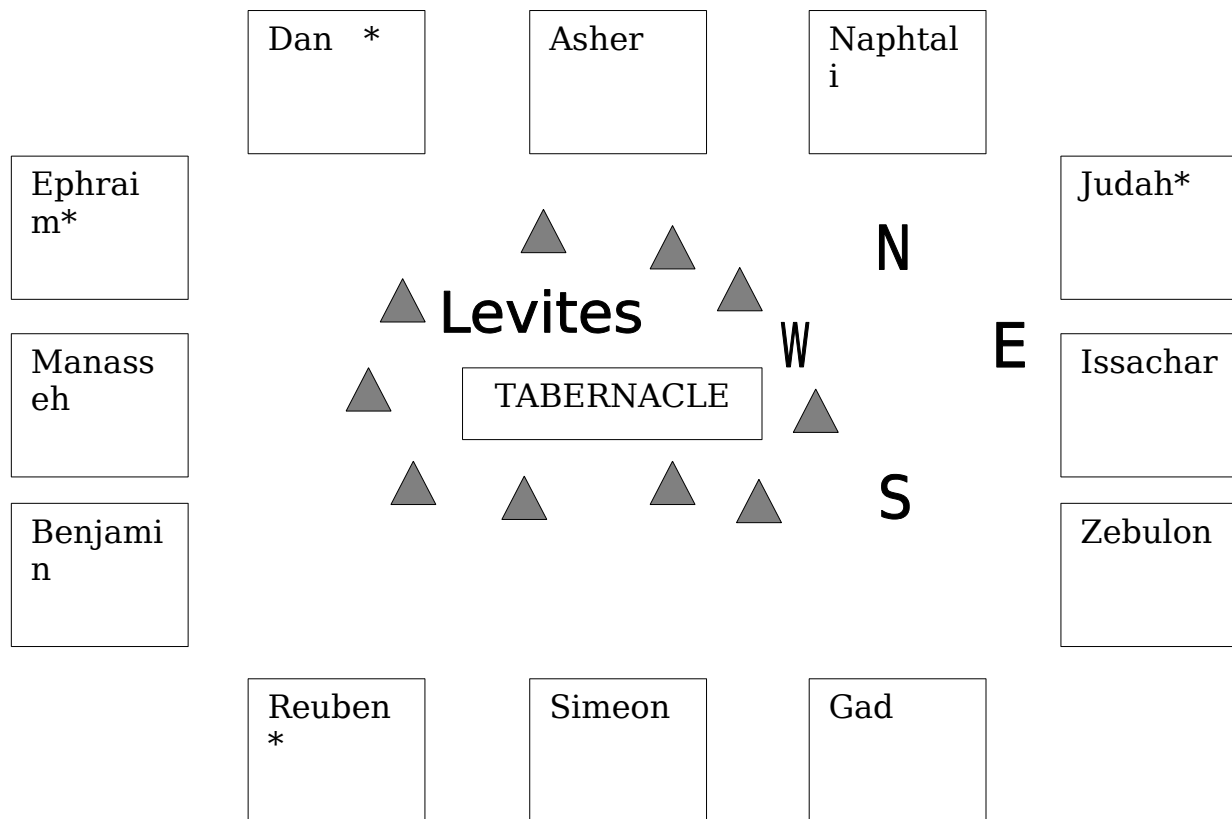 Dan *
Asher
Naphtal
i
Ephrai
m*
Judah*
N
Levites
W
E
Manass
eh
TABERNACLE
Issachar
S
Benjami
n
Zebulon
Reuben
*
Simeon
Gad